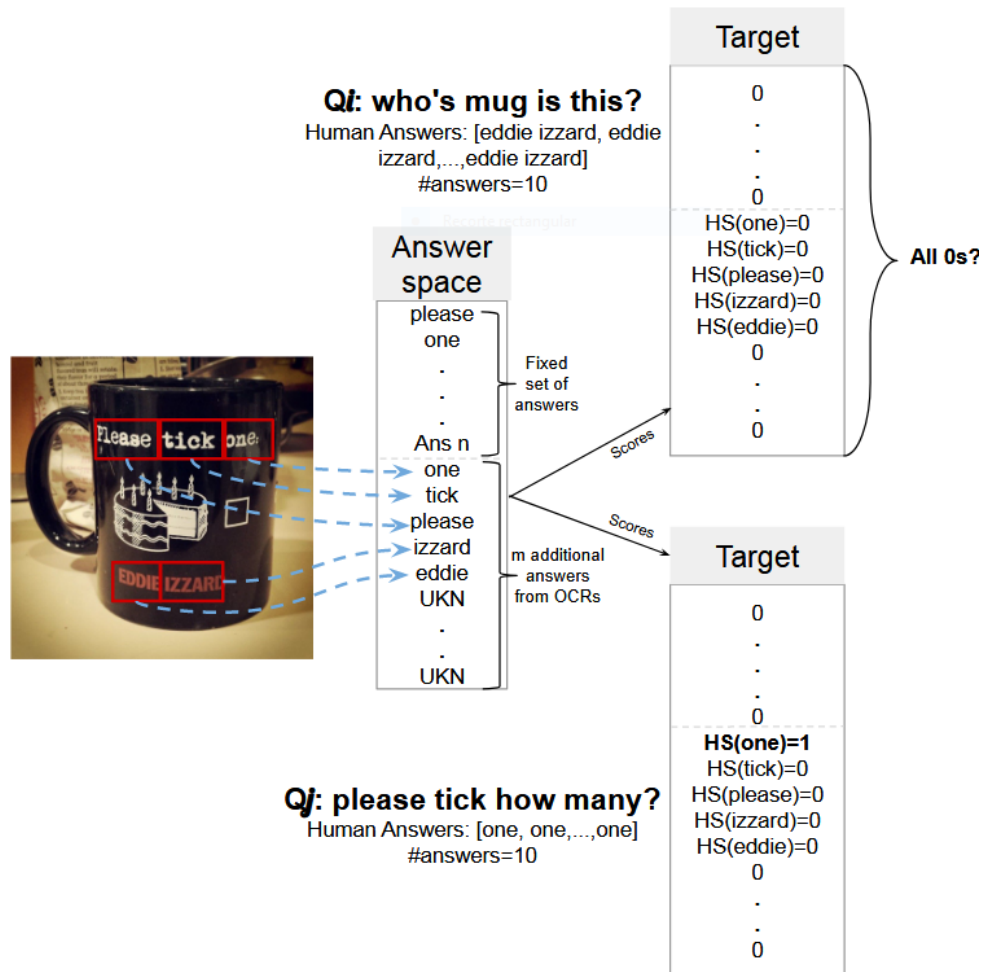 Target
Qi: who's mug is this?
Human Answers: [eddie izzard, eddie
izzard,...,eddie izzard]
#answers=10
0
.
.
.
0
HS(one)=0
HS(tick)=0
HS(please)=0
HS(izzard)=0
HS(eddie)=0
0
.
.
0
All 0s?
Recorte rectangular
Answer
space
please
one
.
.
.
Ans n
one
tick
please
izzard
eddie
UKN
.
.
UKN
Fixed
set of
answers
m additional
answers
from OCRs
Scores
Scores
Please tick one:
EDDIE IZZARD
Target
0
.
.
.
0
HS(one)=1
HS(tick)=0
HS(please)=0
HS(izzard)=0
HS(eddie)=0
0
.
.
0
Qj: please tick how many?
Human Answers: [one, one,...,one]
#answers=10